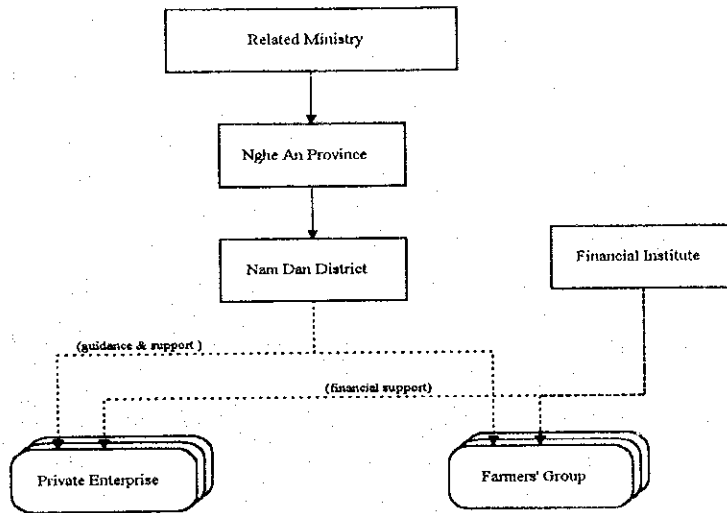 Related Ministry
Nghe An Province
Nam Dan District
Financial Institute
(guidance & support )
(financial support)
Private Enterprise
Farmers' Group